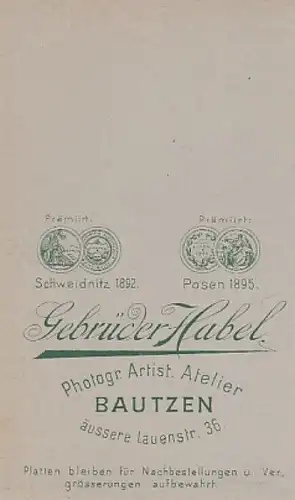 Prämiirt: Prämiirt:
Schweidnitz 1892. Posen 1895.
Gebrüder Habel.
Photogr. Artist. Atelier
BAUTZEN
äussere Lauenstr. 36.
Platten bleiben für Nachbestellungen u. Ver-
grösserungen aufbewahrt.